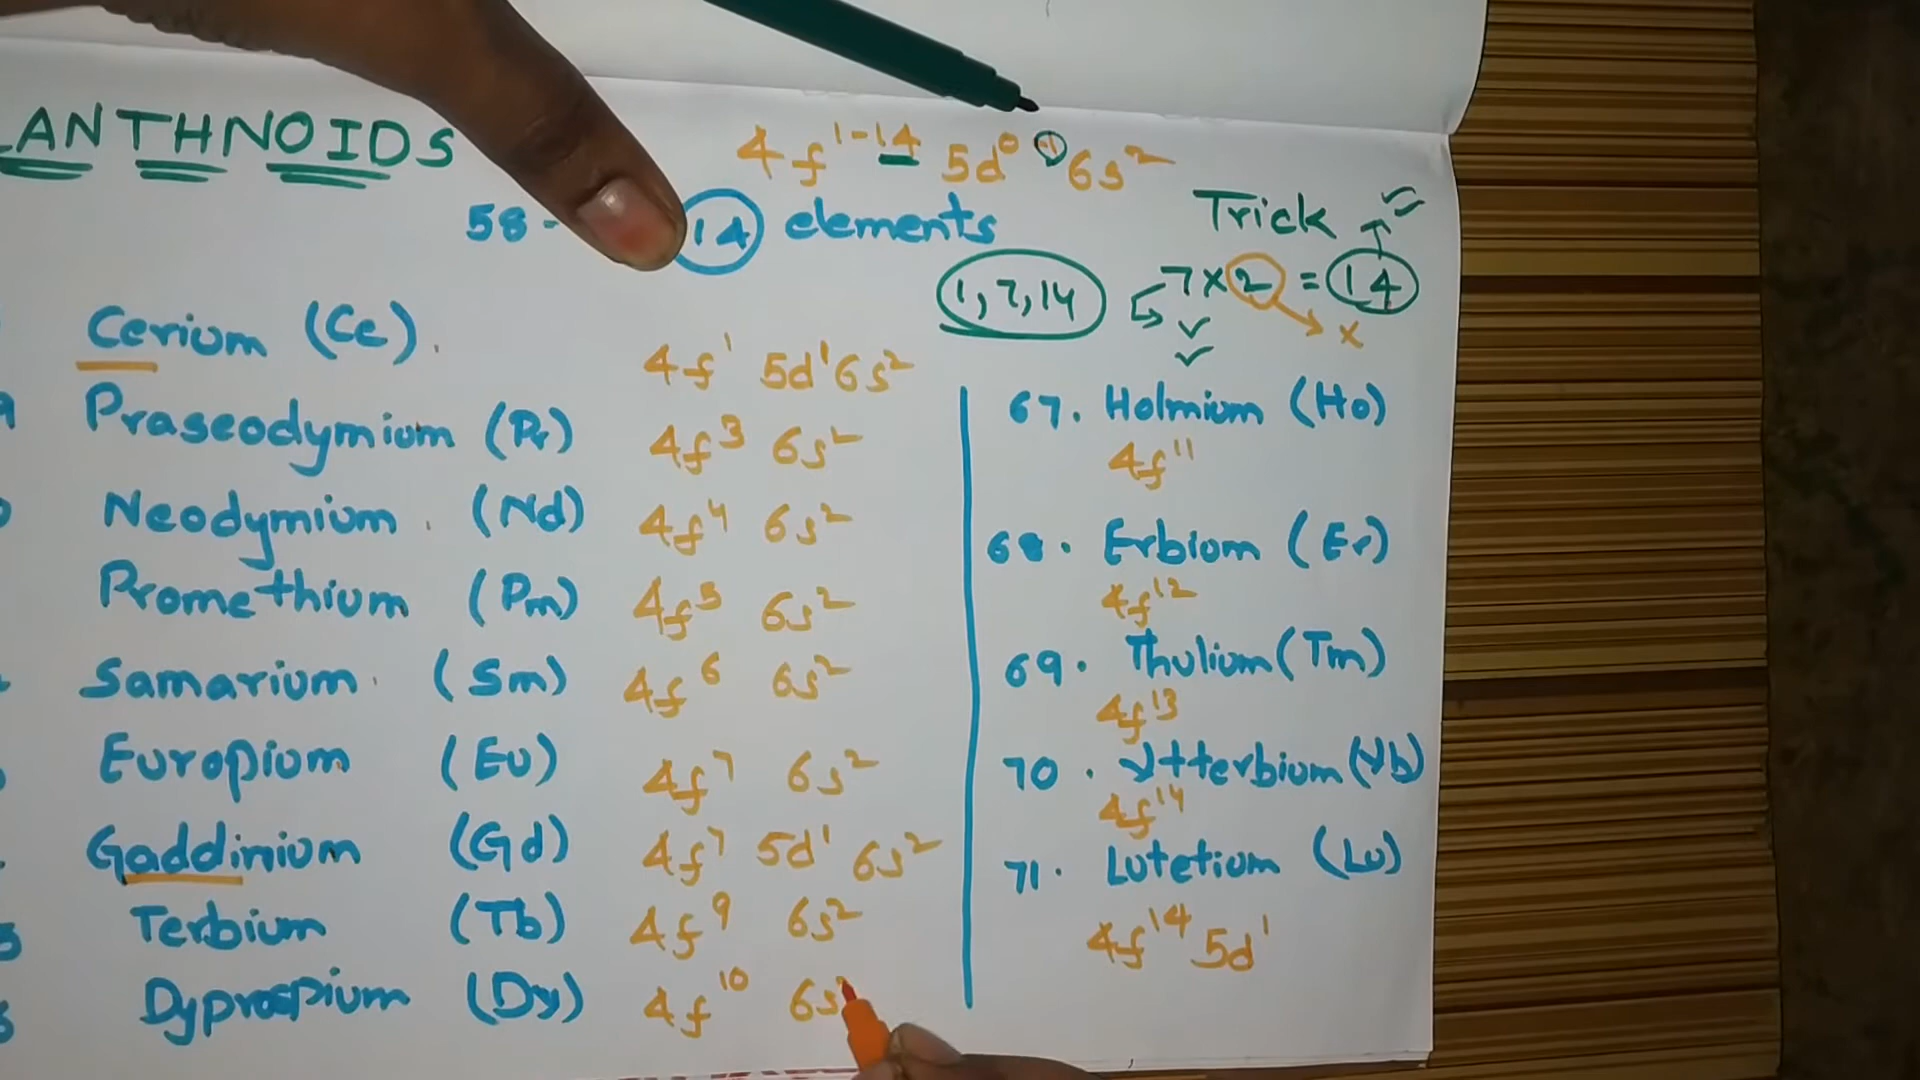 LANTHNOIDS
4f¹⁻¹⁴ 5d⁰⁻¹ 6s²
58 - 14 elements
Trick
1, 7, 14
7 x 2 = 14
x
Cerium (Ce). 4f¹ 5d¹ 6s²
Praseodymium (Pr) 4f³ 6s²
Neodymium. (Nd) 4f⁴ 6s²
Promethium (Pm) 4f⁵ 6s²
Samarium. (Sm) 4f⁶ 6s²
Europium (Eu) 4f⁷ 6s²
Gaddinium (Gd) 4f⁷ 5d¹ 6s²
Terbium (Tb) 4f⁹ 6s²
Dyprospium (Dy) 4f¹⁰ 6s²
67. Holmium (Ho)
4f¹¹
68. Erbium (Er)
4f¹²
69. Thulium (Tm)
4f¹³
70. Ytterbium (Yb)
4f¹⁴
71. Lutetium (Lu)
4f¹⁴ 5d¹